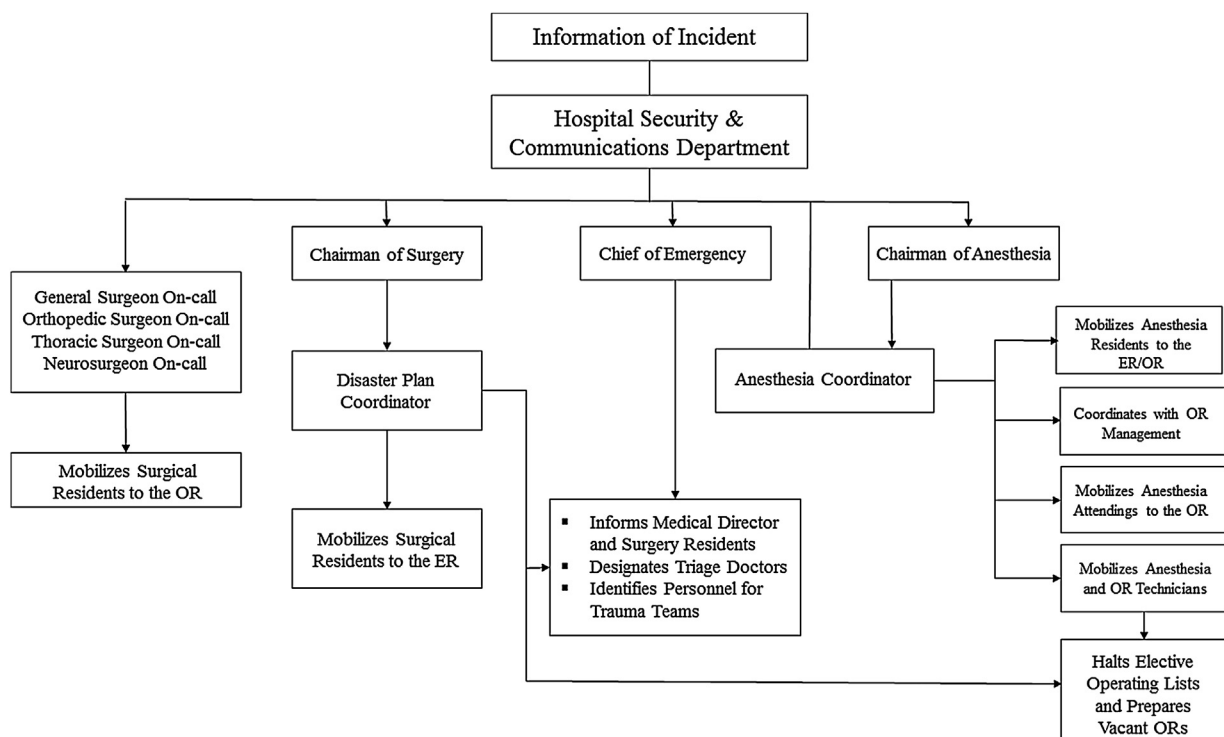 Information of Incident
Hospital Security &
Communications Department
Chairman of Surgery
Chief of Emergency
Chairman of Anesthesia
General Surgeon On-call
Orthopedic Surgeon On-call
Thoracic Surgeon On-call
Neurosurgeon On-call
Disaster Plan
Coordinator
Anesthesia Coordinator
Mobilizes Anesthesia
Residents to the
ER/OR
Coordinates with OR
Management
Mobilizes Surgical
Residents to the OR
Mobilizes Surgical
Residents to the ER
▪ Informs Medical Director
and Surgery Residents
▪ Designates Triage Doctors
▪ Identifies Personnel for
Trauma Teams
Mobilizes Anesthesia
Attendings to the OR
Mobilizes Anesthesia
and OR Technicians
Halts Elective
Operating Lists
and Prepares
Vacant ORs